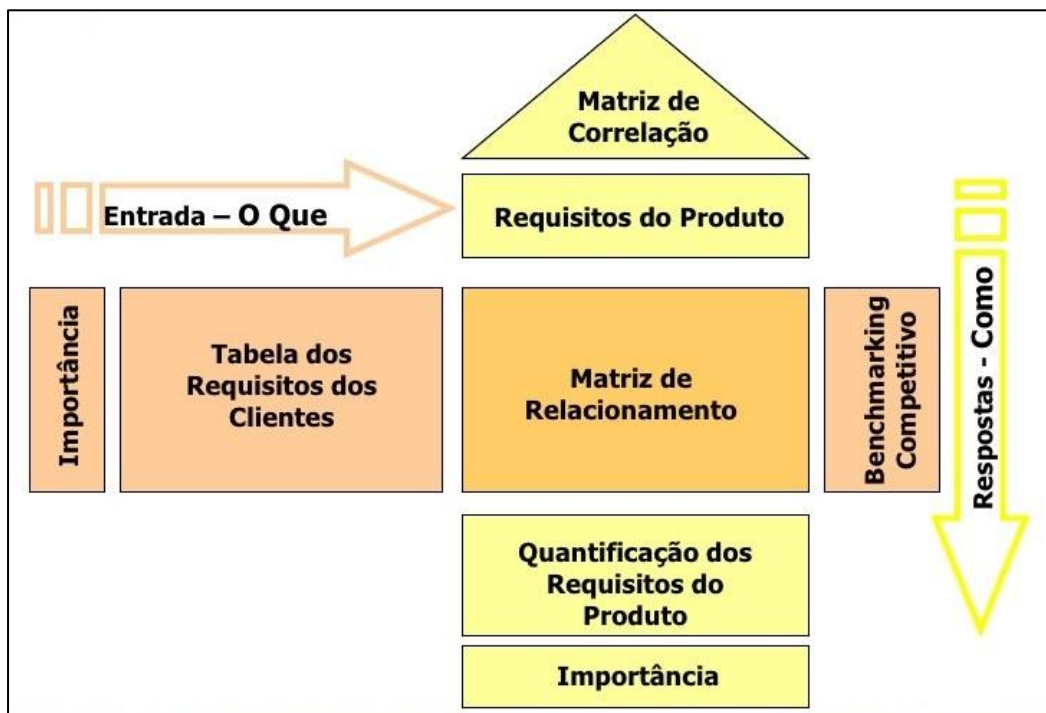 Matriz de
Correlação
Entrada – O Que
Requisitos do Produto
Importância
Tabela dos
Requisitos dos
Clientes
Matriz de
Relacionamento
Benchmarking
Competitivo
Respostas - Como
Quantificação dos
Requisitos do
Produto
Importância